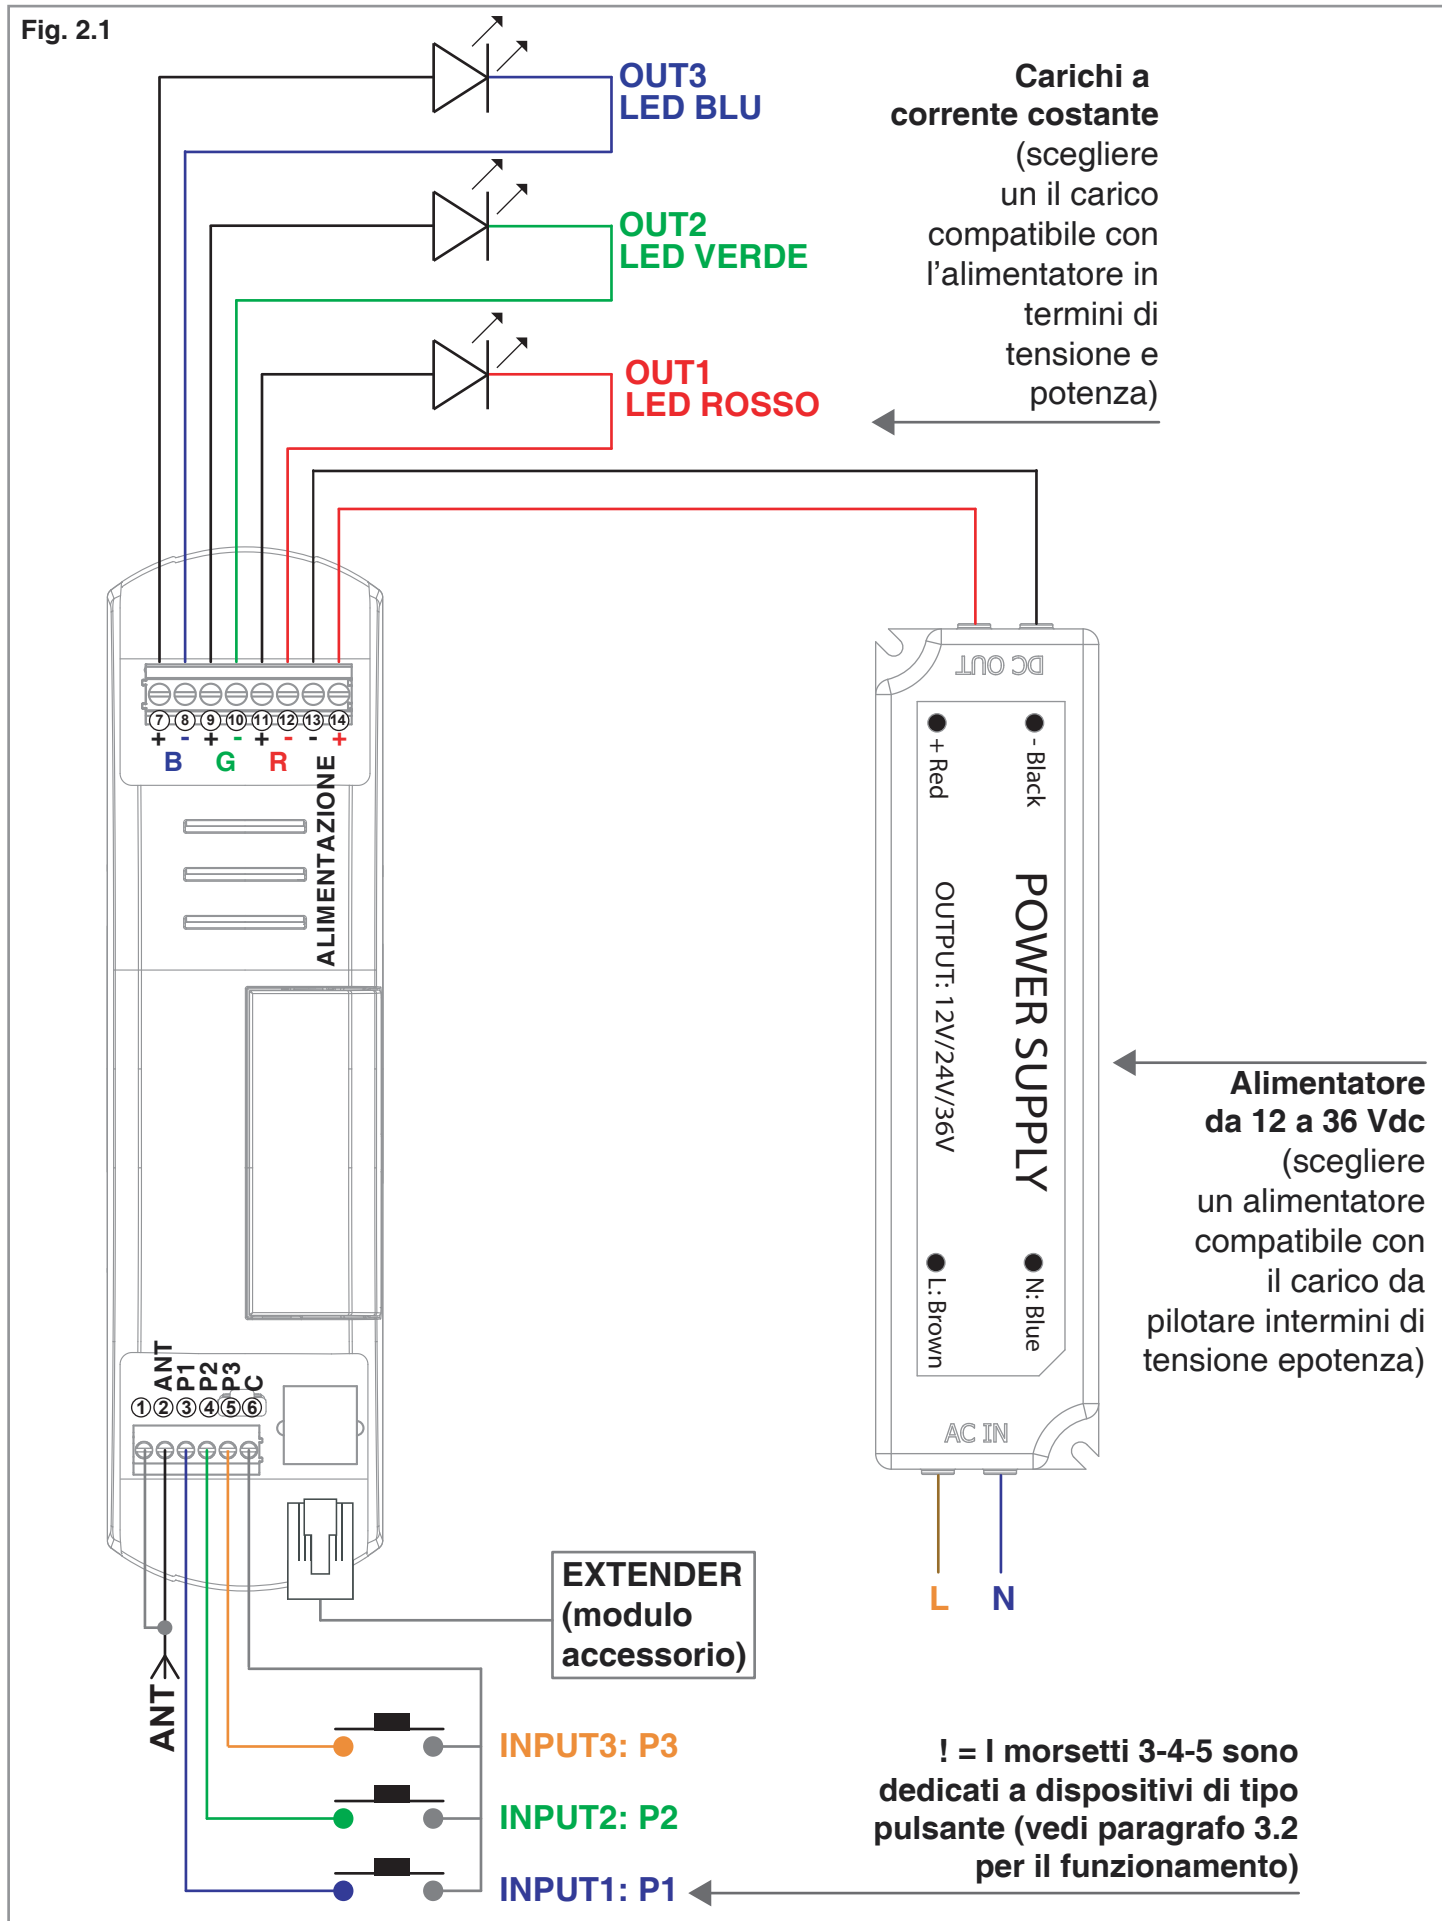 Fig. 2.1
OUT3
LED BLU
OUT2
LED VERDE
OUT1
LED ROSSO
Carichi a
corrente costante
(scegliere
un il carico
compatibile con
l'alimentatore in
termini di
tensione e
potenza)
7 8 9 10 11 12 13 14
+ - + - + - - +
B G R
ALIMENTAZIONE
DC OUT
+ Red
- Black
POWER SUPPLY
OUTPUT: 12V/24V/36V
L: Brown
N: Blue
AC IN
L N
Alimentatore
da 12 a 36 Vdc
(scegliere
un alimentatore
compatibile con
il carico da
pilotare intermini di
tensione epotenza)
ANT
P1
P2
P3
C
1 2 3 4 5 6
EXTENDER
(modulo
accessorio)
ANT
INPUT3: P3
INPUT2: P2
INPUT1: P1
! = I morsetti 3-4-5 sono
dedicati a dispositivi di tipo
pulsante (vedi paragrafo 3.2
per il funzionamento)